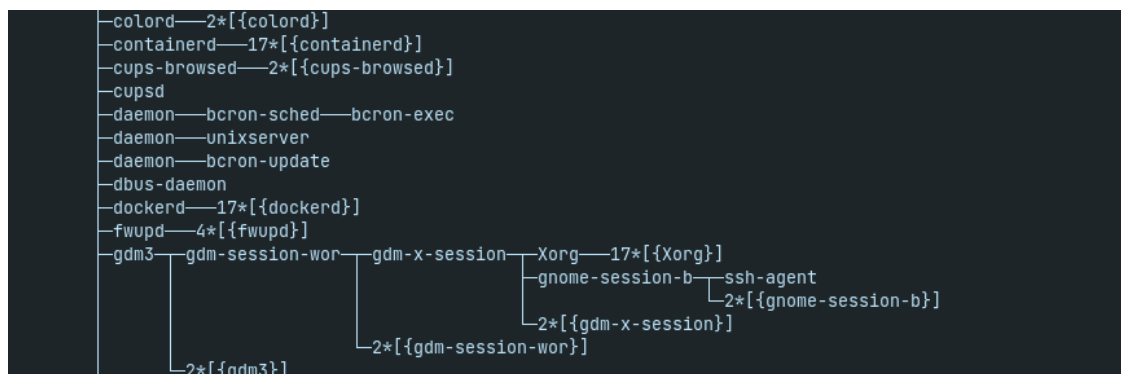 ├─colord───2*[{colord}]
├─containerd───17*[{containerd}]
├─cups-browsed───2*[{cups-browsed}]
├─cupsd
├─daemon───bcron-sched───bcron-exec
├─daemon───unixserver
├─daemon───bcron-update
├─dbus-daemon
├─dockerd───17*[{dockerd}]
├─fwupd───4*[{fwupd}]
├─gdm3─┬─gdm-session-wor─┬─gdm-x-session─┬─Xorg───17*[{Xorg}]
│      │                 │               ├─gnome-session-b─┬─ssh-agent
│      │                 │               │                 └─2*[{gnome-session-b}]
│      │                 │               └─2*[{gdm-x-session}]
│      │                 └─2*[{gdm-session-wor}]
│      └─2*[{gdm3}]